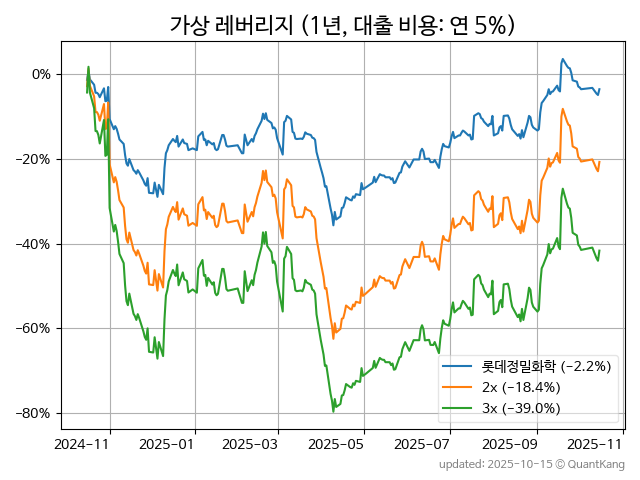 가상 레버리지 (1년, 대출 비용: 연 5%)
0%
−20%
−40%
−60%
−80%
롯데정밀화학 (−2.2%)
2x (−18.4%)
3x (−39.0%)
2024-11 2025-01 2025-03 2025-05 2025-07 2025-09 2025-11
updated: 2025-10-15 © QuantKang